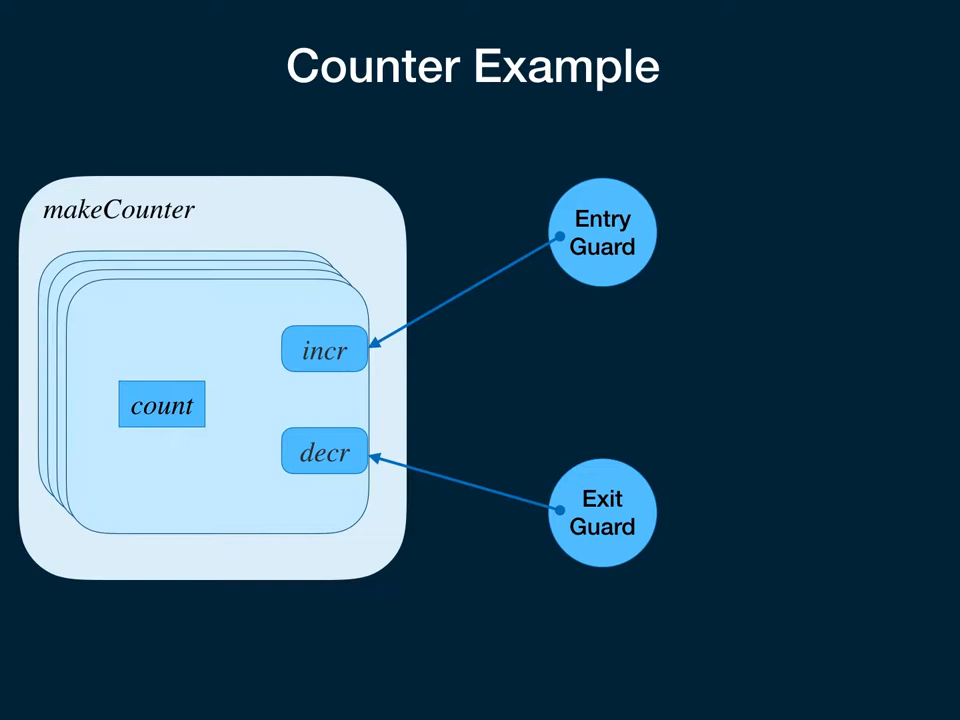 Counter Example
makeCounter
Entry
Guard
incr
count
decr
Exit
Guard